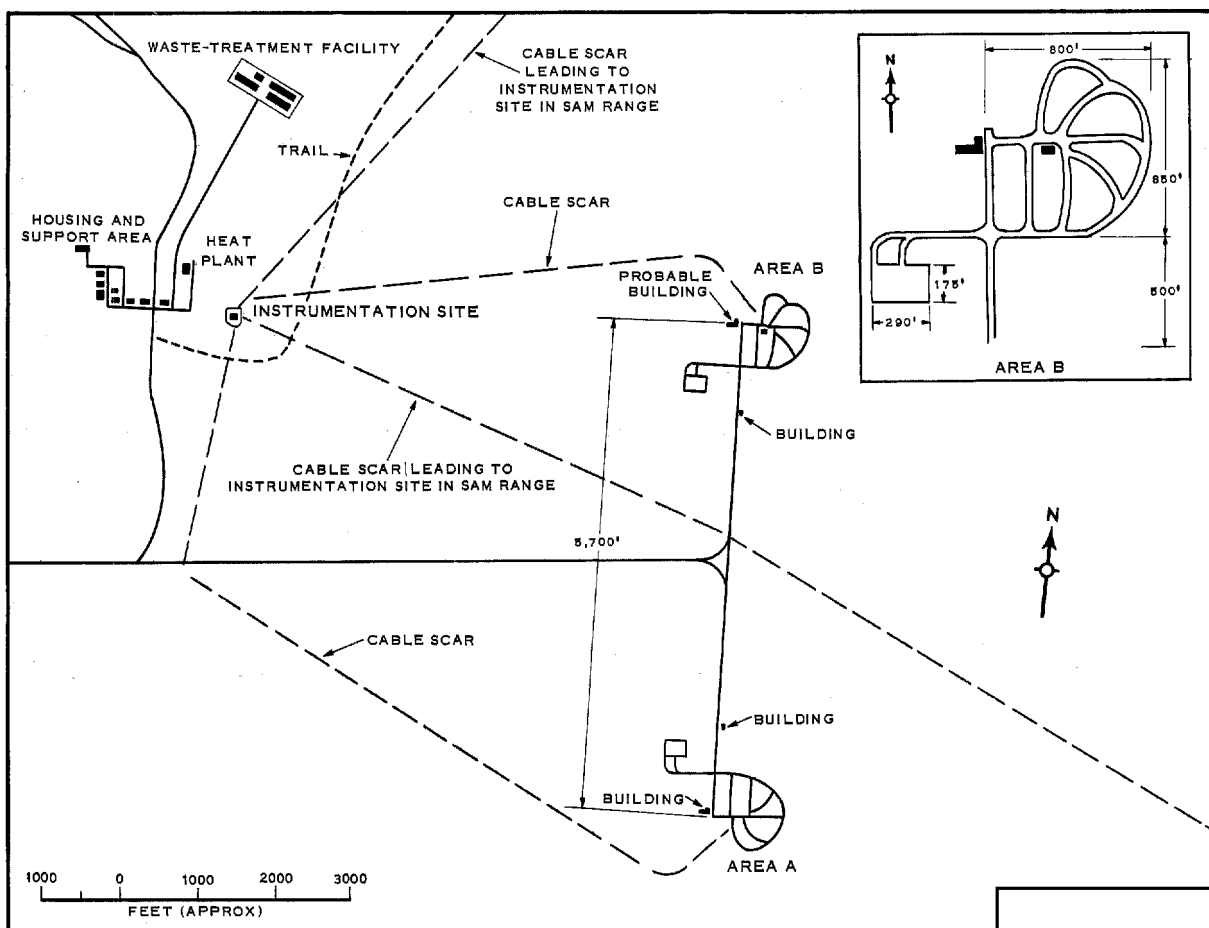 WASTE-TREATMENT FACILITY
CABLE SCAR
LEADING TO
INSTRUMENTATION
SITE IN SAM RANGE
TRAIL
CABLE SCAR
HOUSING AND
SUPPORT AREA
HEAT
PLANT
INSTRUMENTATION SITE
PROBABLE
BUILDING
AREA B
N
800'
850'
500'
175'
290'
AREA B
BUILDING
CABLE SCAR LEADING TO
INSTRUMENTATION SITE IN SAM RANGE
5,700'
N
CABLE SCAR
BUILDING
BUILDING
AREA A
1000 0 1000 2000 3000
FEET (APPROX)